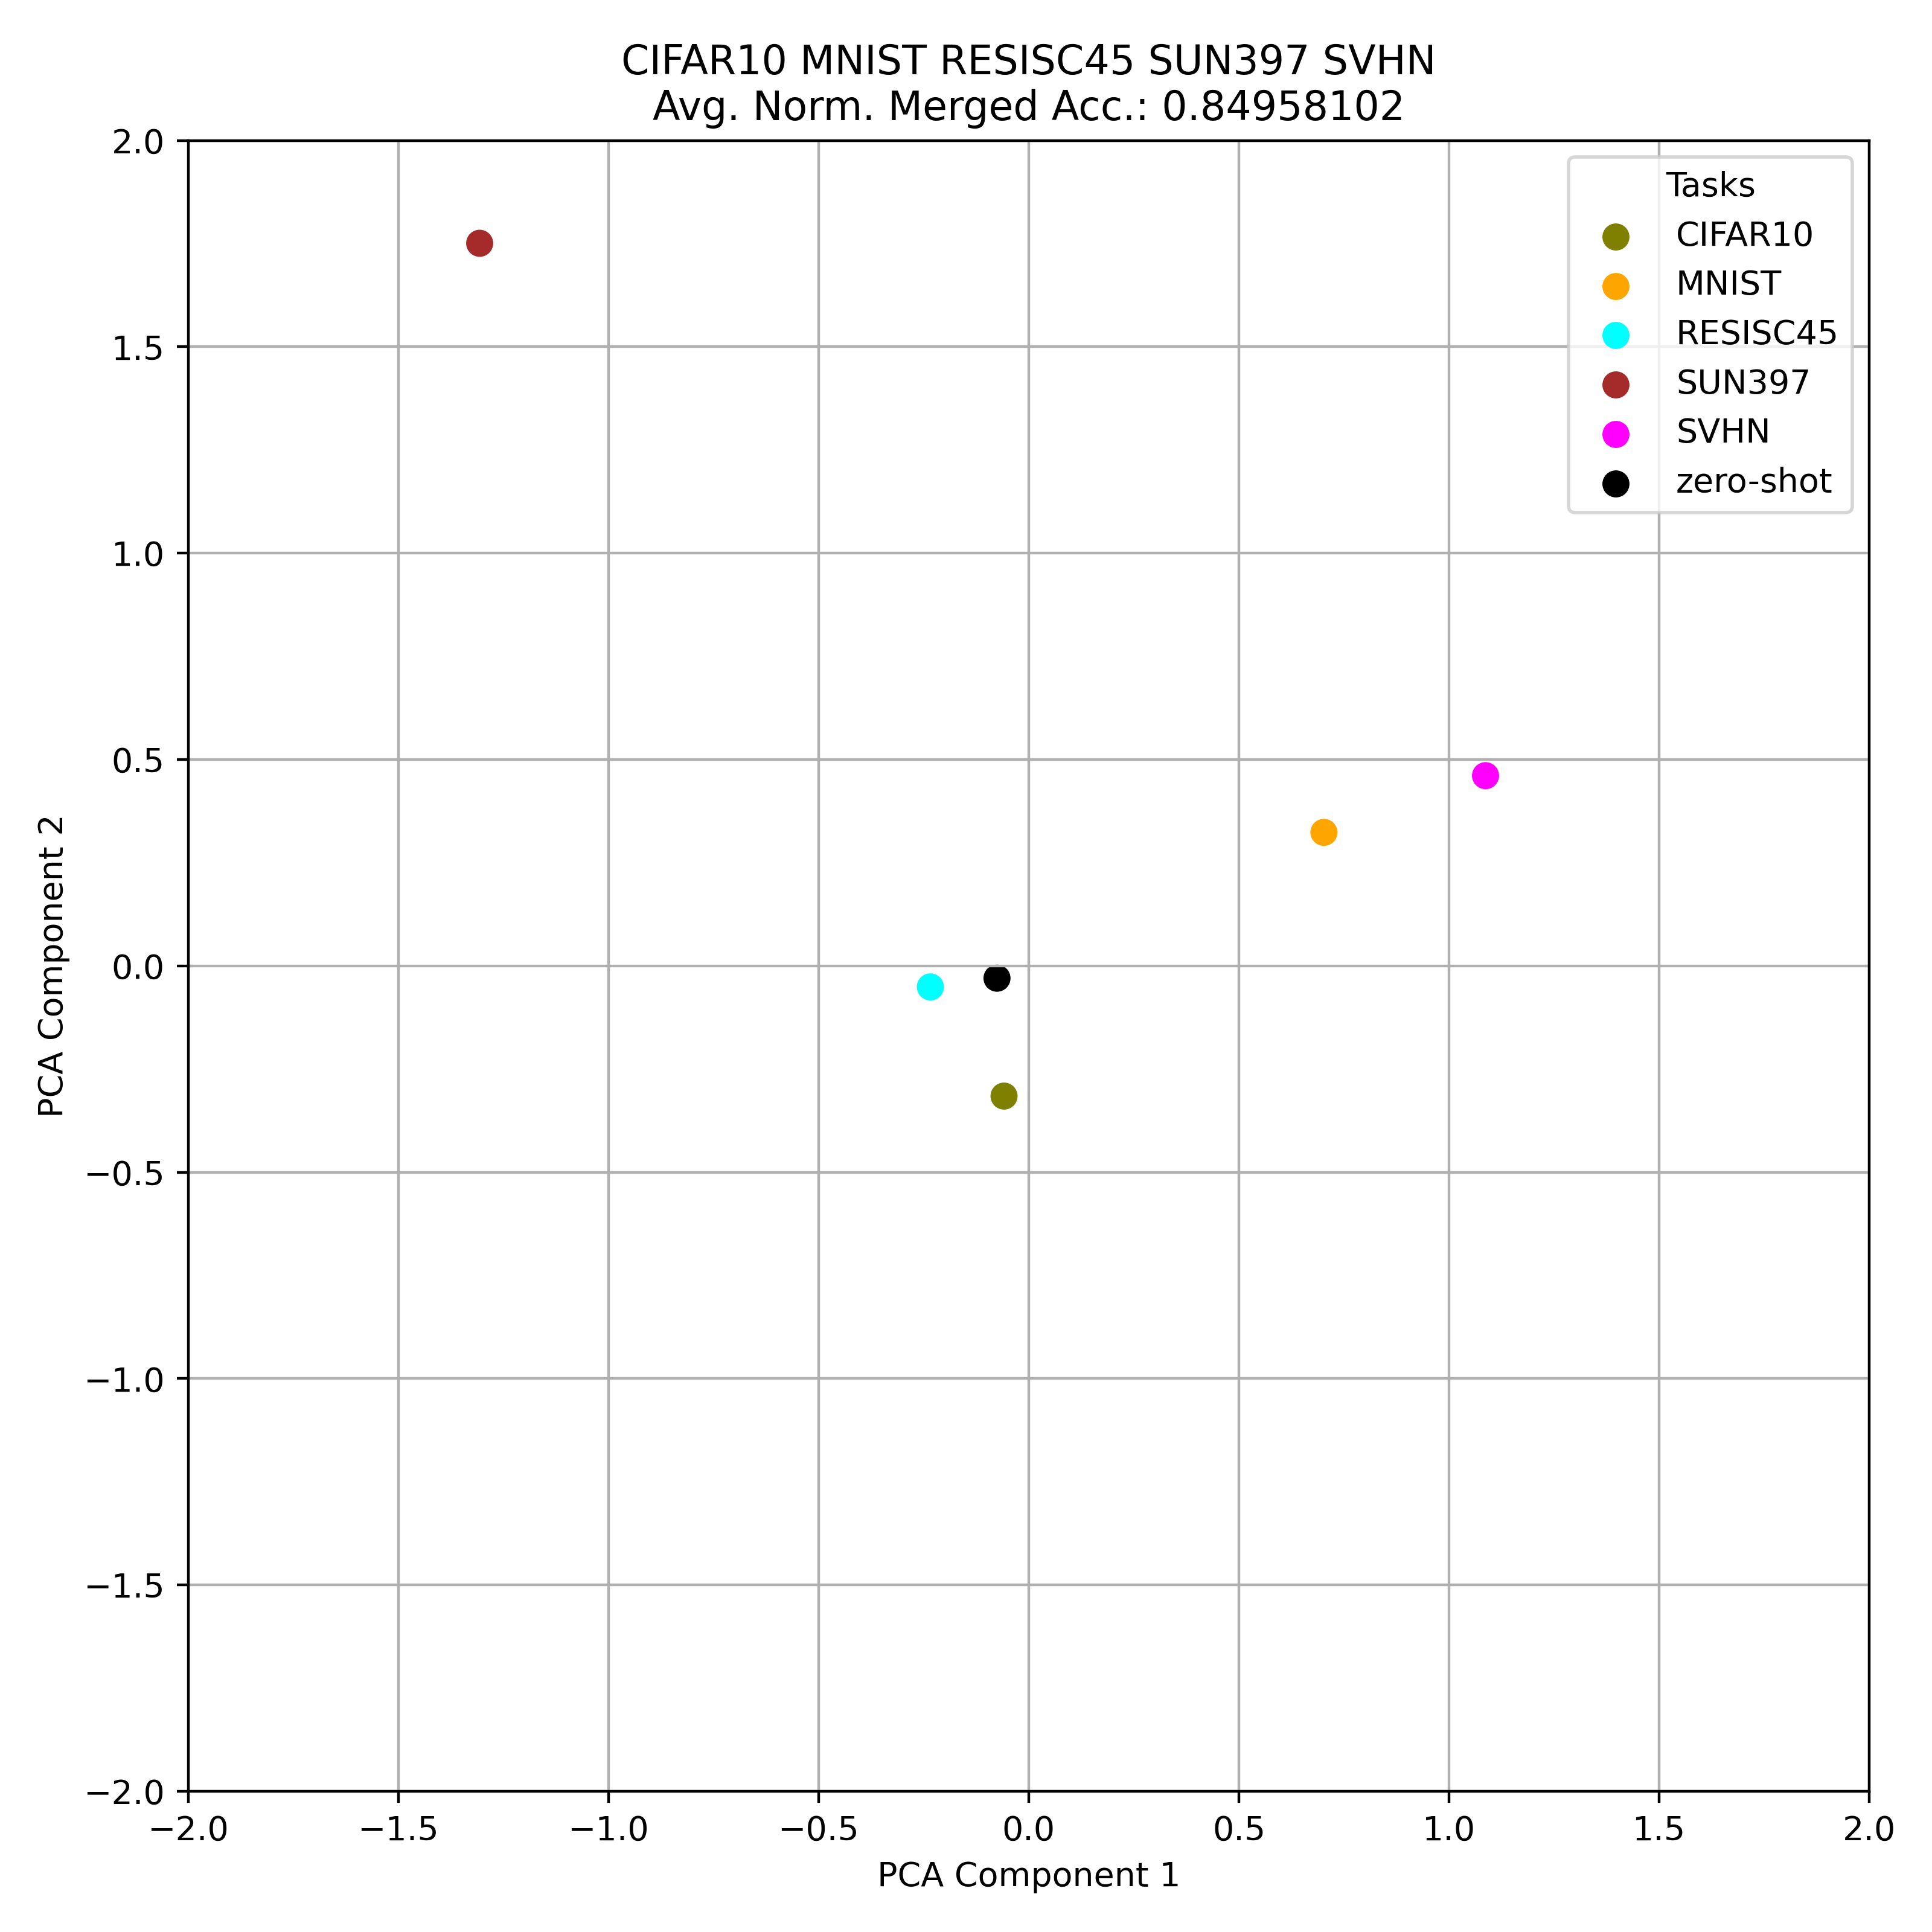 CIFAR10 MNIST RESISC45 SUN397 SVHN
Avg. Norm. Merged Acc.: 0.84958102
Tasks
CIFAR10
MNIST
RESISC45
SUN397
SVHN
zero-shot
2.0
1.5
1.0
0.5
0.0
−0.5
−1.0
−1.5
−2.0
PCA Component 2
−2.0 −1.5 −1.0 −0.5 0.0 0.5 1.0 1.5 2.0
PCA Component 1